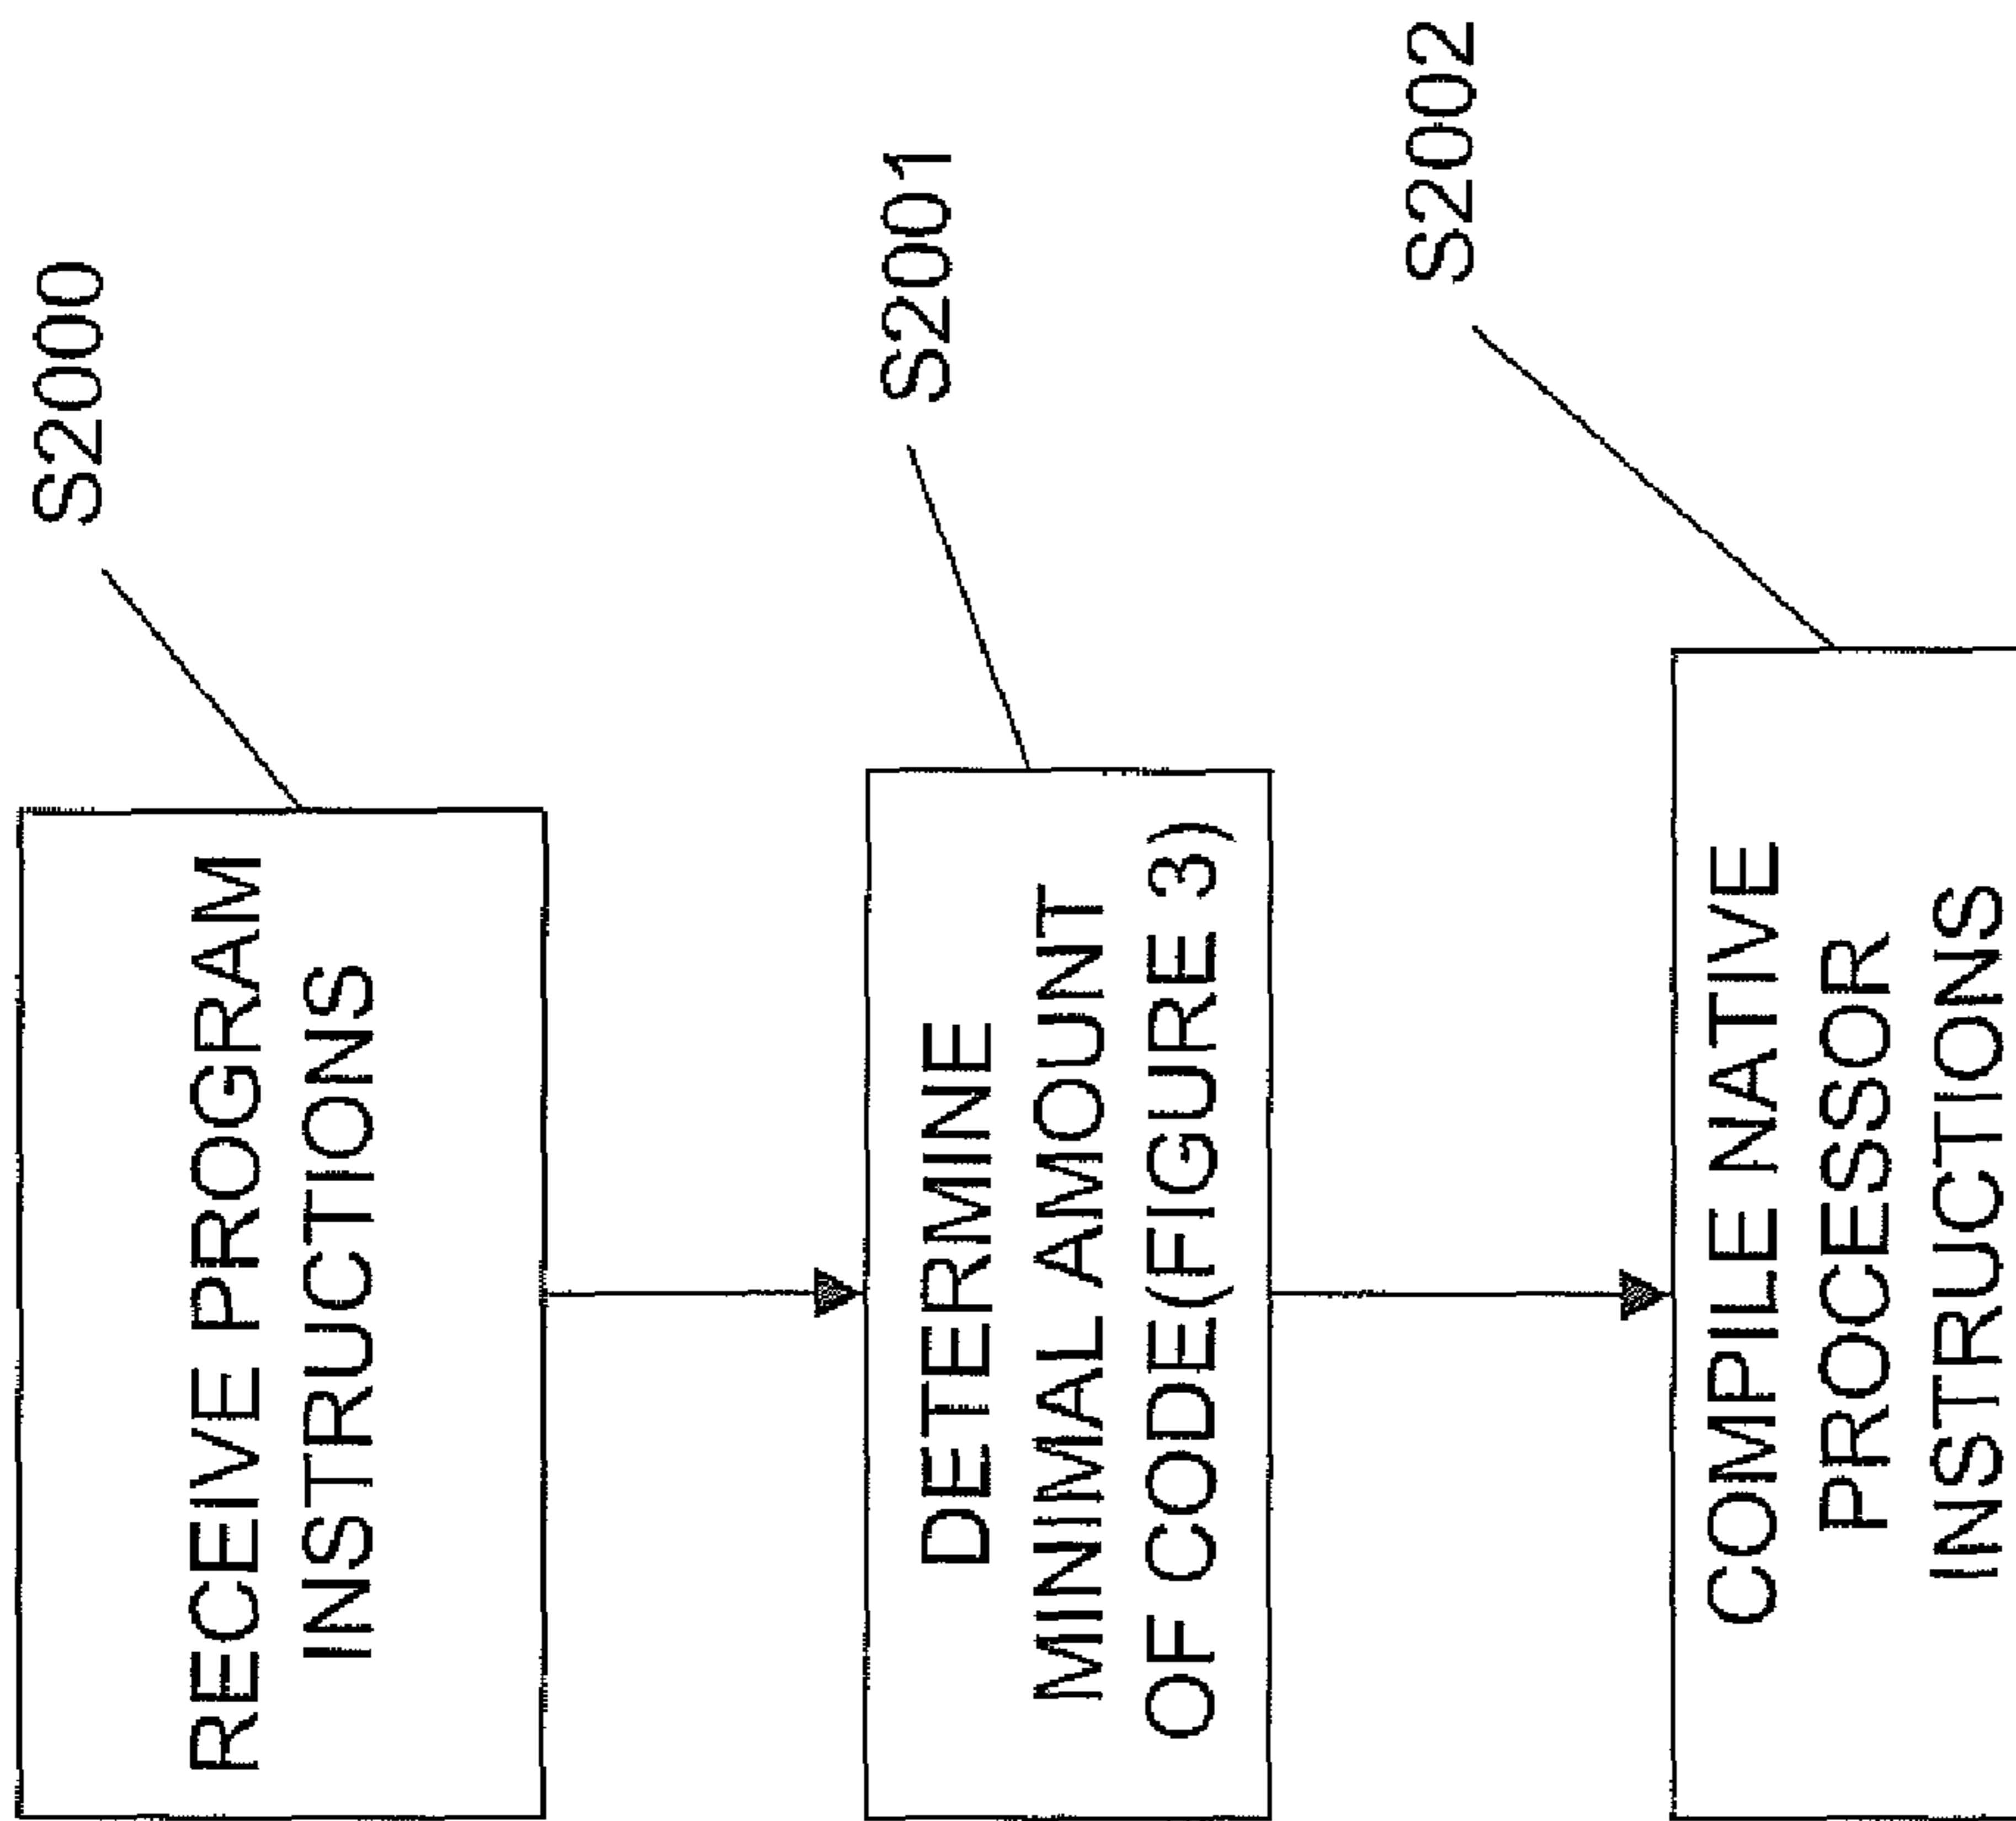 RECEIVE PROGRAM
INSTRUCTIONS
S2000
DETERMINE
MINIMAL AMOUNT
OF CODE(FIGURE 3)
S2001
COMPILE NATIVE
PROCESSOR
INSTRUCTIONS
S2002